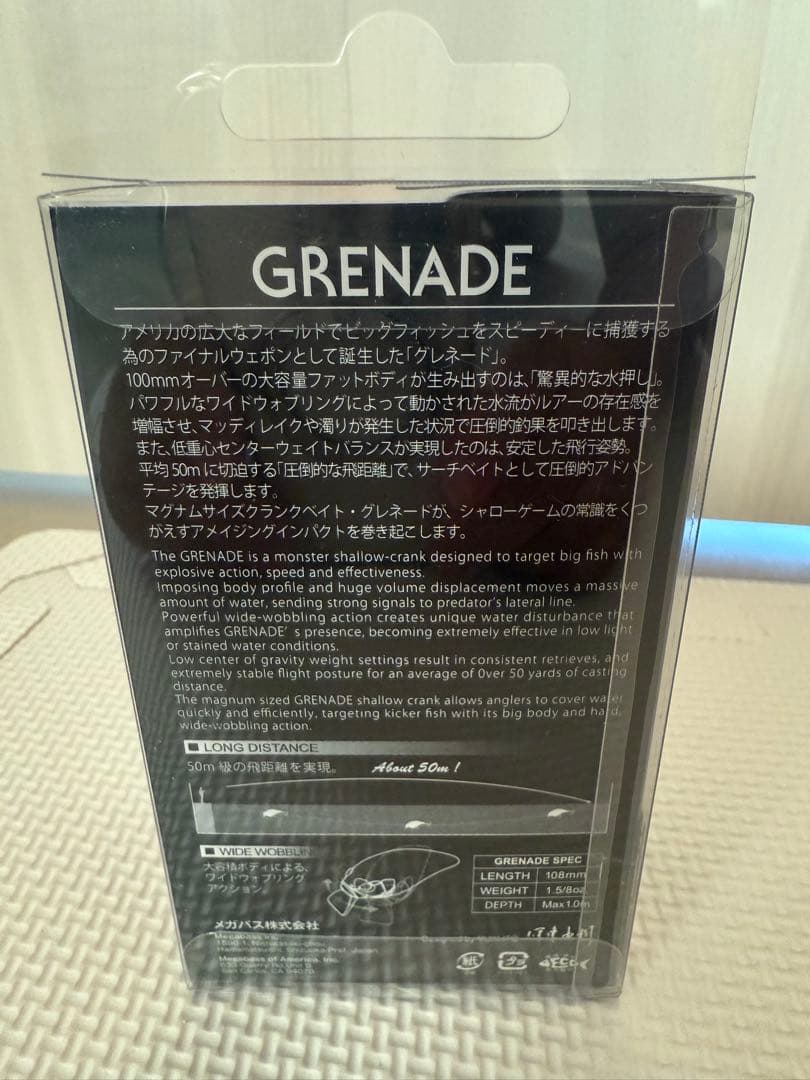 GRENADE
アメリカの広大なフィールドでビッグフィッシュをスピーディーに捕獲する
為のファイナルウェポンとして誕生した「グレネード」。
100mmオーバーの大容量ファットボディが生み出すのは、「驚異的な水押し」。
パワフルなワイドウォブリングによって動かされた水流がルアーの存在感を
増幅させ、マッディレイクや濁りが発生した状況で圧倒的釣果を叩き出します。
また、低重心センターウェイトバランスが実現したのは、安定した飛行姿勢。
平均50mに切迫する「圧倒的な飛距離」で、サーチベイトとして圧倒的アドバン
テージを発揮します。
マグナムサイズクランクベイト・グレネードが、シャローゲームの常識をくつ
がえすアメイジングインパクトを巻き起こします。
The GRENADE is a monster shallow-crank designed to target big fish with
explosive action, speed and effectiveness.
Imposing body profile and huge volume displacement moves a massive
amount of water, sending strong signals to predator's lateral line.
Powerful wide-wobbling action creates unique water disturbance that
amplifies GRENADE's presence, becoming extremely effective in low light
or stained water conditions.
Low center of gravity weight settings result in consistent retrieves, and
extremely stable flight posture for an average of 0ver 50 yards of casting
distance.
The magnum sized GRENADE shallow crank allows anglers to cover water
quickly and efficiently, targeting kicker fish with its big body and hard,
wide-wobbling action.
■ LONG DISTANCE
50m級の飛距離を実現。 About 50m!
■ WIDE WOBBLIN
大容積ボディによる、
ワイドウォブリング
アクション。
GRENADE SPEC
LENGTH 108mm
WEIGHT 1.5/8oz
DEPTH Max1.0m
メガバス株式会社
Megabass Inc.
Hamamatsushi, Shizuoka-Pref. Japan
Megabass of America, Inc.
San Carlos, CA 94070
Designed by
紙 プラ ECO